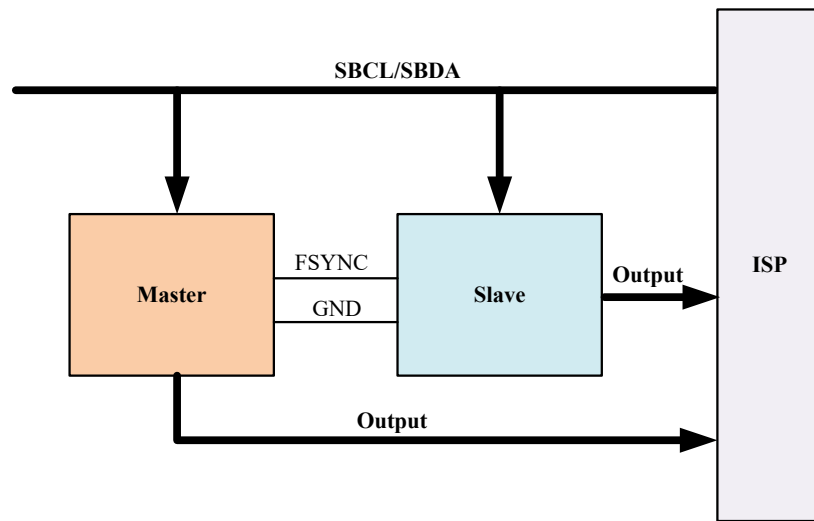 SBCL/SBDA
FSYNC
Master
Slave
Output
ISP
GND
Output